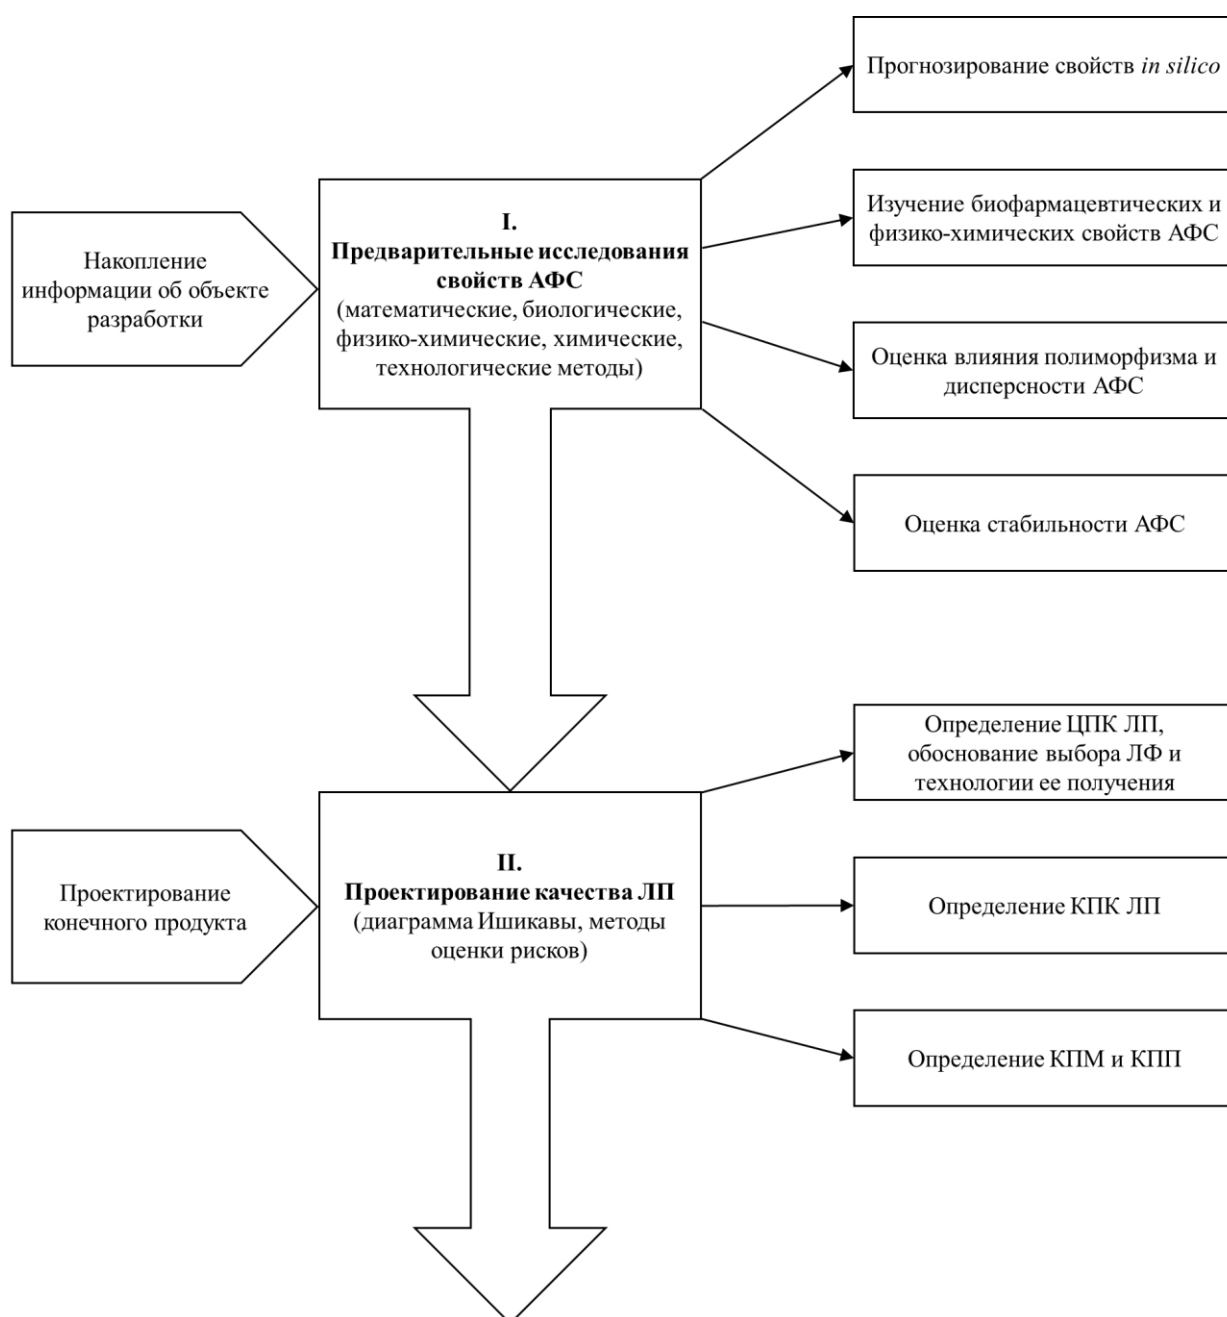 Накопление
информации об объекте
разработки
I.
Предварительные исследования
свойств АФС
(математические, биологические,
физико-химические, химические,
технологические методы)
Прогнозирование свойств in silico
Изучение биофармацевтических и
физико-химических свойств АФС
Оценка влияния полиморфизма и
дисперсности АФС
Оценка стабильности АФС
Проектирование
конечного продукта
II.
Проектирование качества ЛП
(диаграмма Ишикавы, методы
оценки рисков)
Определение ЦПК ЛП,
обоснование выбора ЛФ и
технологии ее получения
Определение КПК ЛП
Определение КПМ и КПП